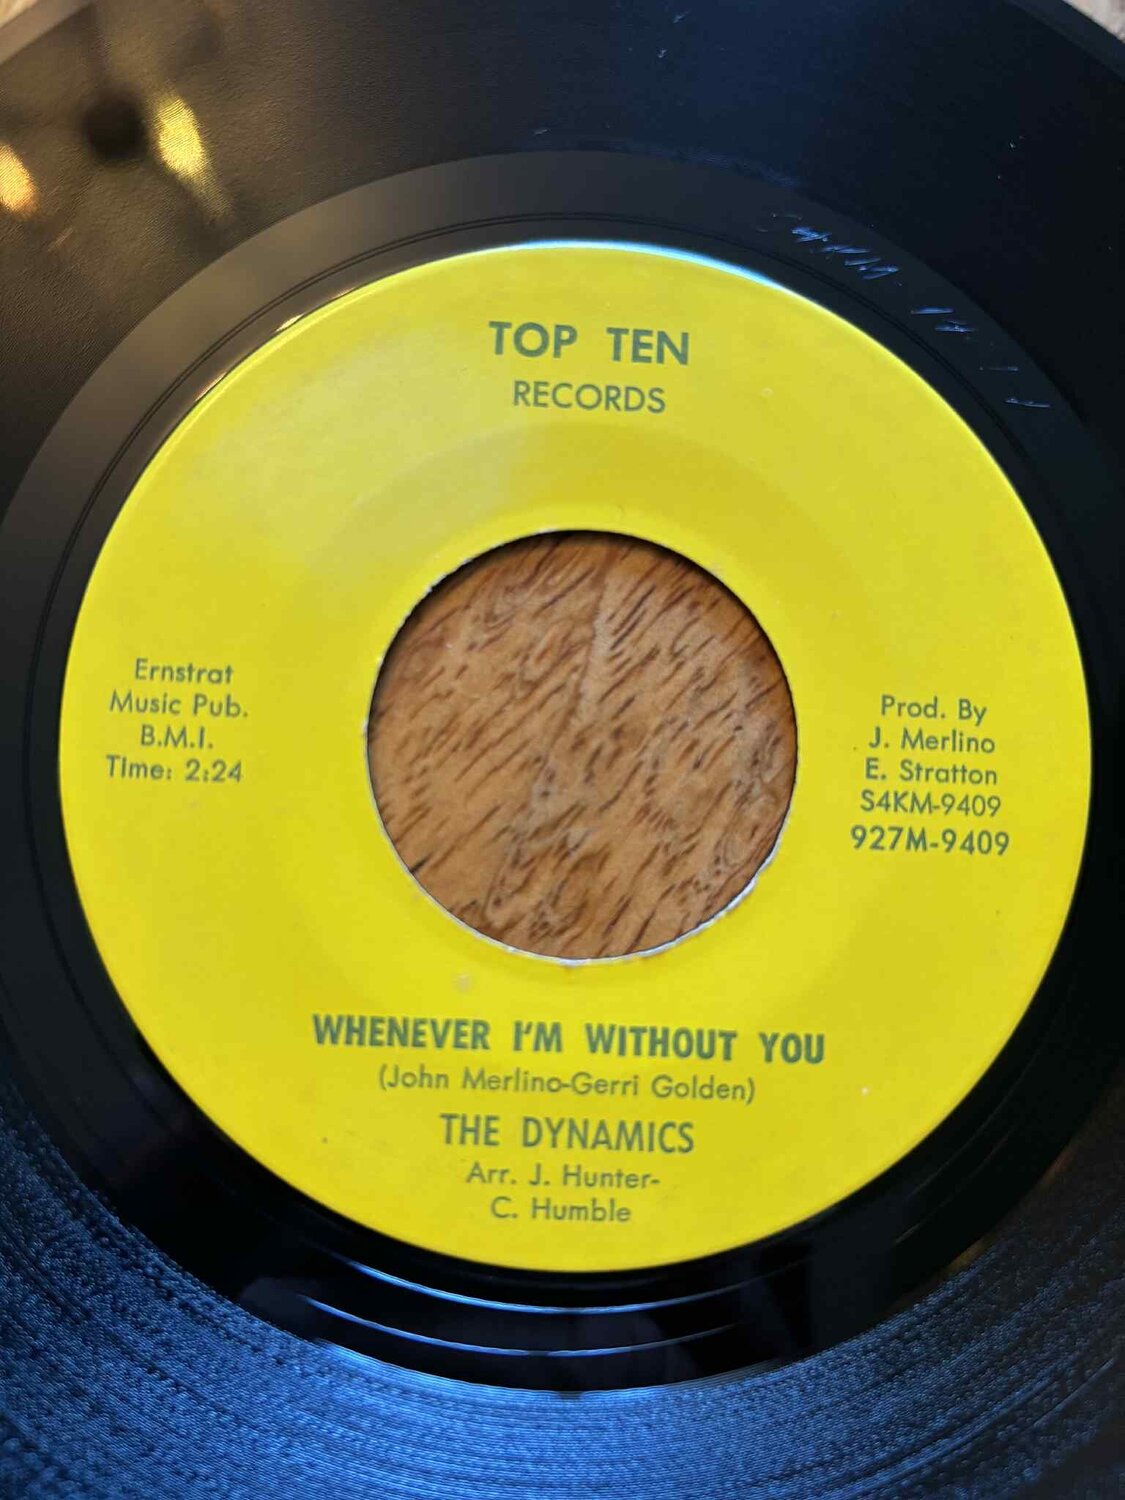 TOP TEN
RECORDS
Ernstrat
Music Pub.
B.M.I.
Time: 2:24
Prod. By
J. Merlino
E. Stratton
S4KM-9409
927M-9409
WHENEVER I'M WITHOUT YOU
(John Merlino-Gerri Golden)
THE DYNAMICS
Arr. J. Hunter-
C. Humble